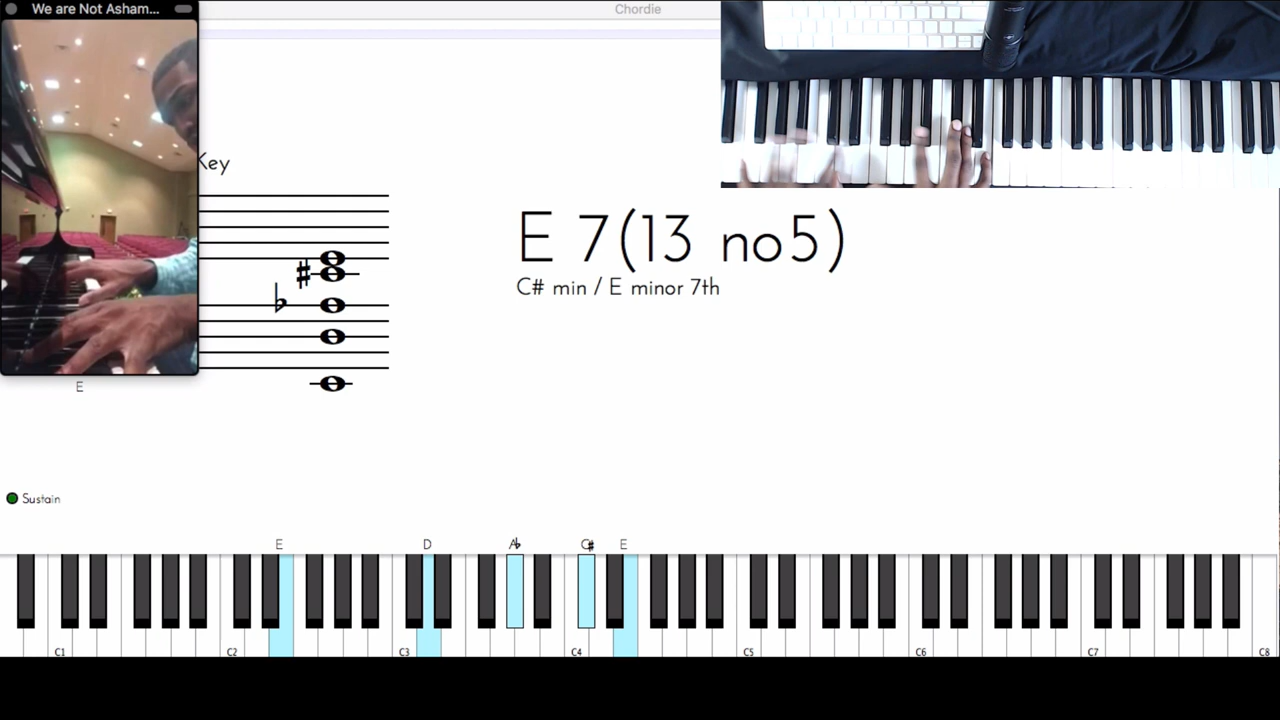 We are Not Asham...
Chordie
Key
E 7(13 no5)
C# min / E minor 7th
E
Sustain
E D A♭ C# E
C1 C2 C3 C4 C5 C6 C7 C8